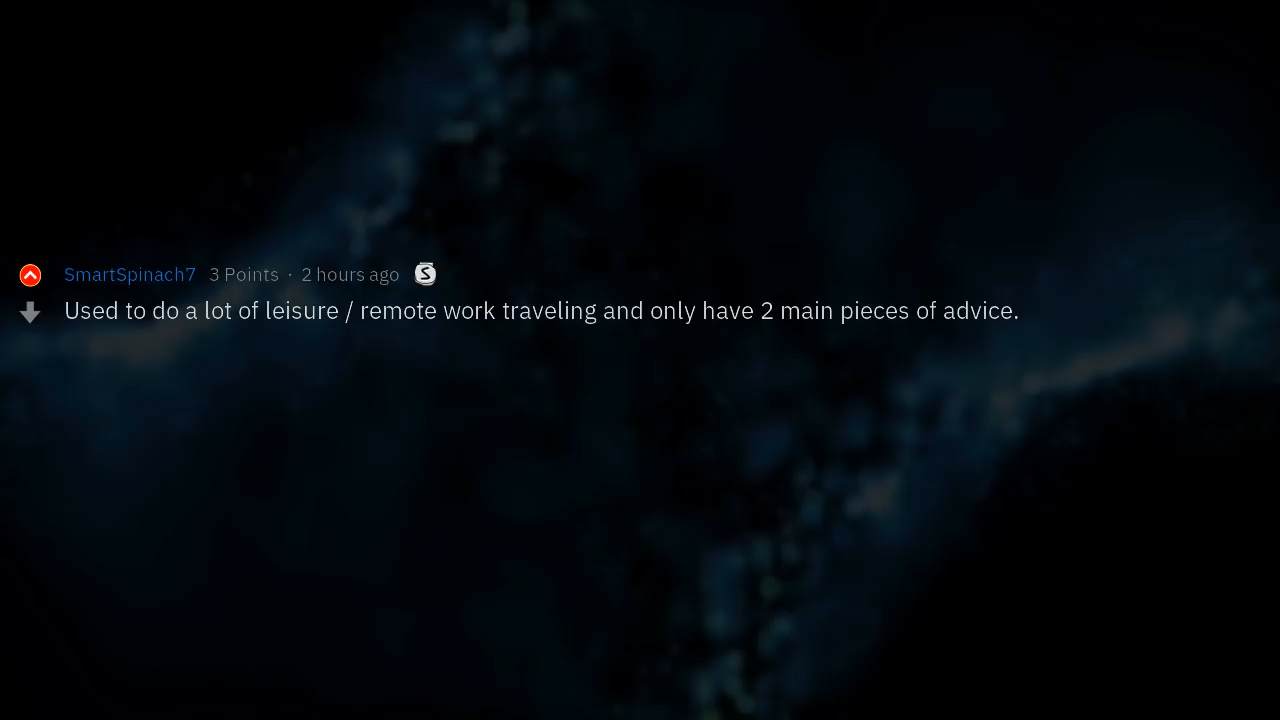 SmartSpinach7 3 Points · 2 hours ago S
Used to do a lot of leisure / remote work traveling and only have 2 main pieces of advice.